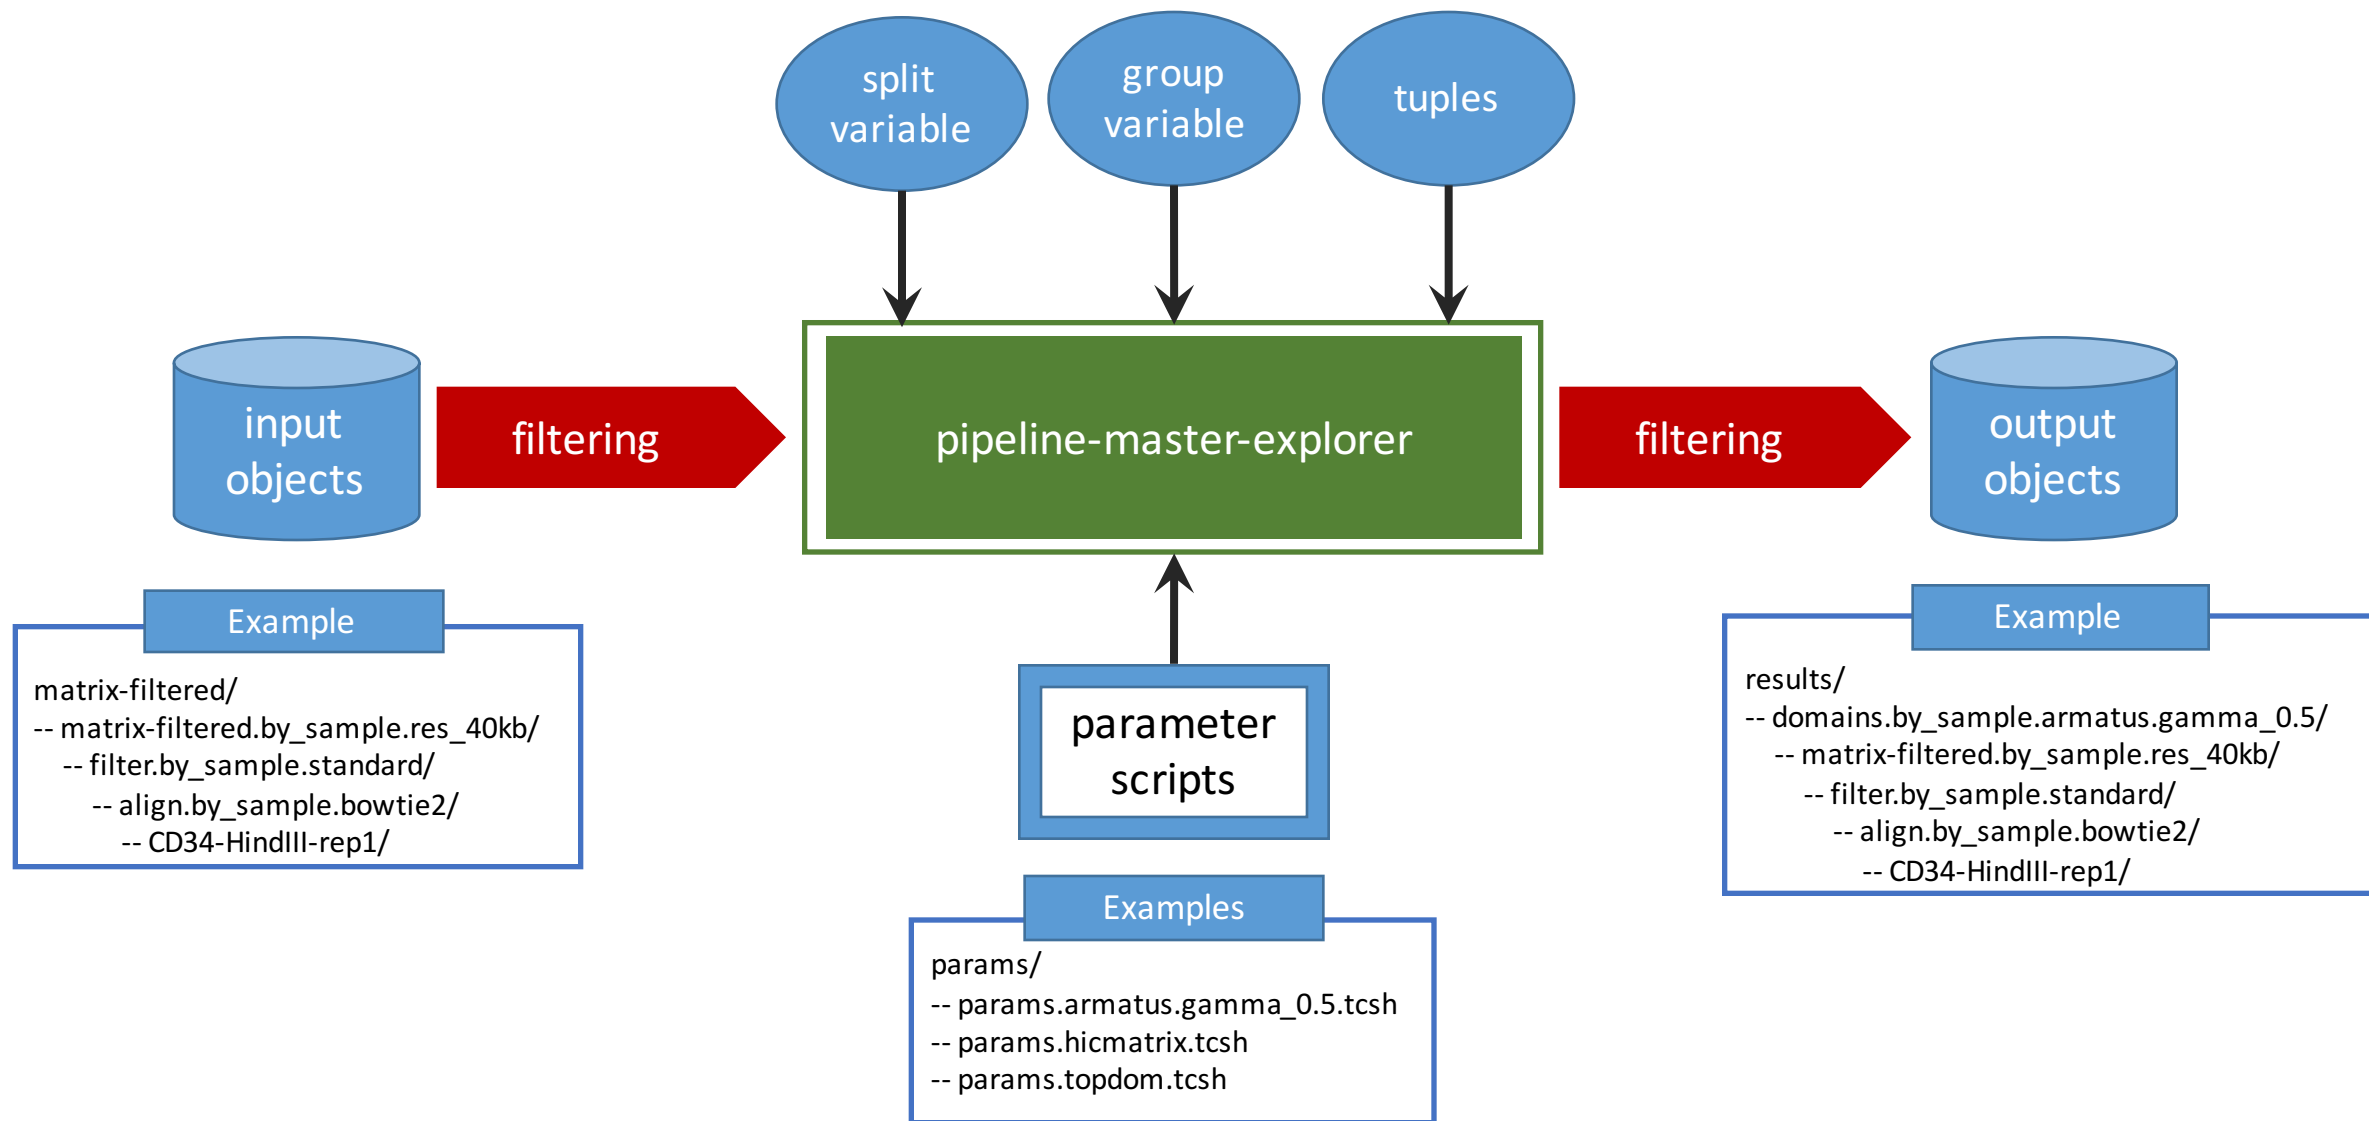 split
variable
group
variable
tuples
input
objects
filtering
pipeline-master-explorer
filtering
output
objects
Example
matrix-filtered/
-- matrix-filtered.by_sample.res_40kb/
-- filter.by_sample.standard/
-- align.by_sample.bowtie2/
-- CD34-HindIII-rep1/
parameter
scripts
Examples
params/
-- params.armatus.gamma_0.5.tcsh
-- params.hicmatrix.tcsh
-- params.topdom.tcsh
Example
results/
-- domains.by_sample.armatus.gamma_0.5/
-- matrix-filtered.by_sample.res_40kb/
-- filter.by_sample.standard/
-- align.by_sample.bowtie2/
-- CD34-HindIII-rep1/